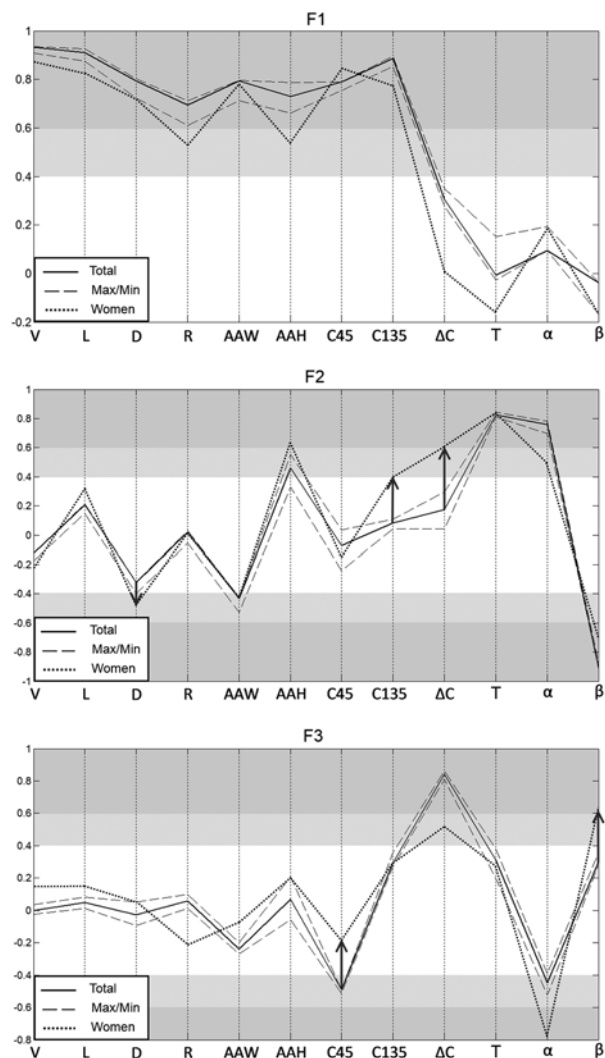 F1
1
0.8
0.6
0.4
0.2
0
-0.2
Total
Max/Min
Women
V L D R AAW AAH C45 C135 ΔC T α β
F2
1
0.8
0.6
0.4
0.2
0
-0.2
-0.4
-0.6
-0.8
-1
Total
Max/Min
Women
V L D R AAW AAH C45 C135 ΔC T α β
F3
1
0.8
0.6
0.4
0.2
0
-0.2
-0.4
-0.6
-0.8
Total
Max/Min
Women
V L D R AAW AAH C45 C135 ΔC T α β